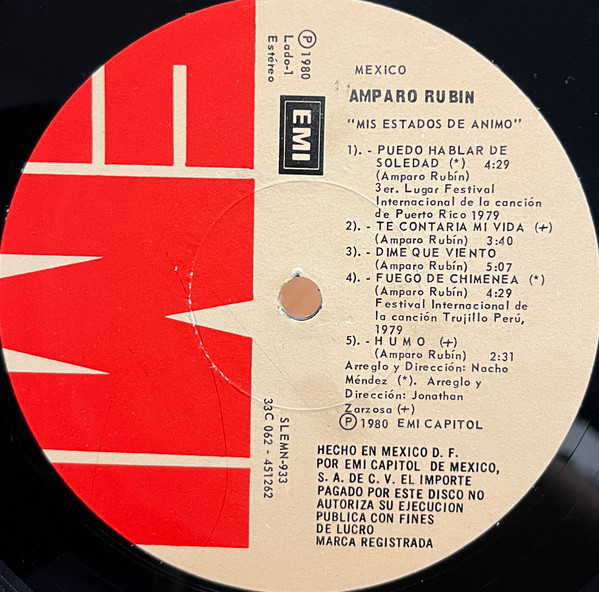 Ⓟ 1980
Lado-1
Estéreo
EMI
MEXICO
AMPARO RUBIN
"MIS ESTADOS DE ANIMO"
1). - PUEDO HABLAR DE
SOLEDAD (*) 4:29
(Amparo Rubín)
3er. Lugar Festival
Internacional de la canción
de Puerto Rico 1979
2). - TE CONTARIA MI VIDA (+)
(Amparo Rubín) 3:40
3). - DIME QUE VIENTO
(Amparo Rubín) 5:07
4). - FUEGO DE CHIMENEA (*)
(Amparo Rubín) 4:29
Festival Internacional de
la canción Trujillo Perú,
1979
5). - HUMO (+)
(Amparo Rubín) 2:31
Arreglo y Dirección: Nacho
Méndez (*). Arreglo y
Dirección: Jonathan
Zarzosa (+)
Ⓟ 1980 EMI CAPITOL
SLEMN-933
33C 062 - 451262
HECHO EN MEXICO D. F.
POR EMI CAPITOL DE MEXICO,
S. A. DE C. V. EL IMPORTE
PAGADO POR ESTE DISCO NO
AUTORIZA SU EJECUCION
PUBLICA CON FINES
DE LUCRO
MARCA REGISTRADA